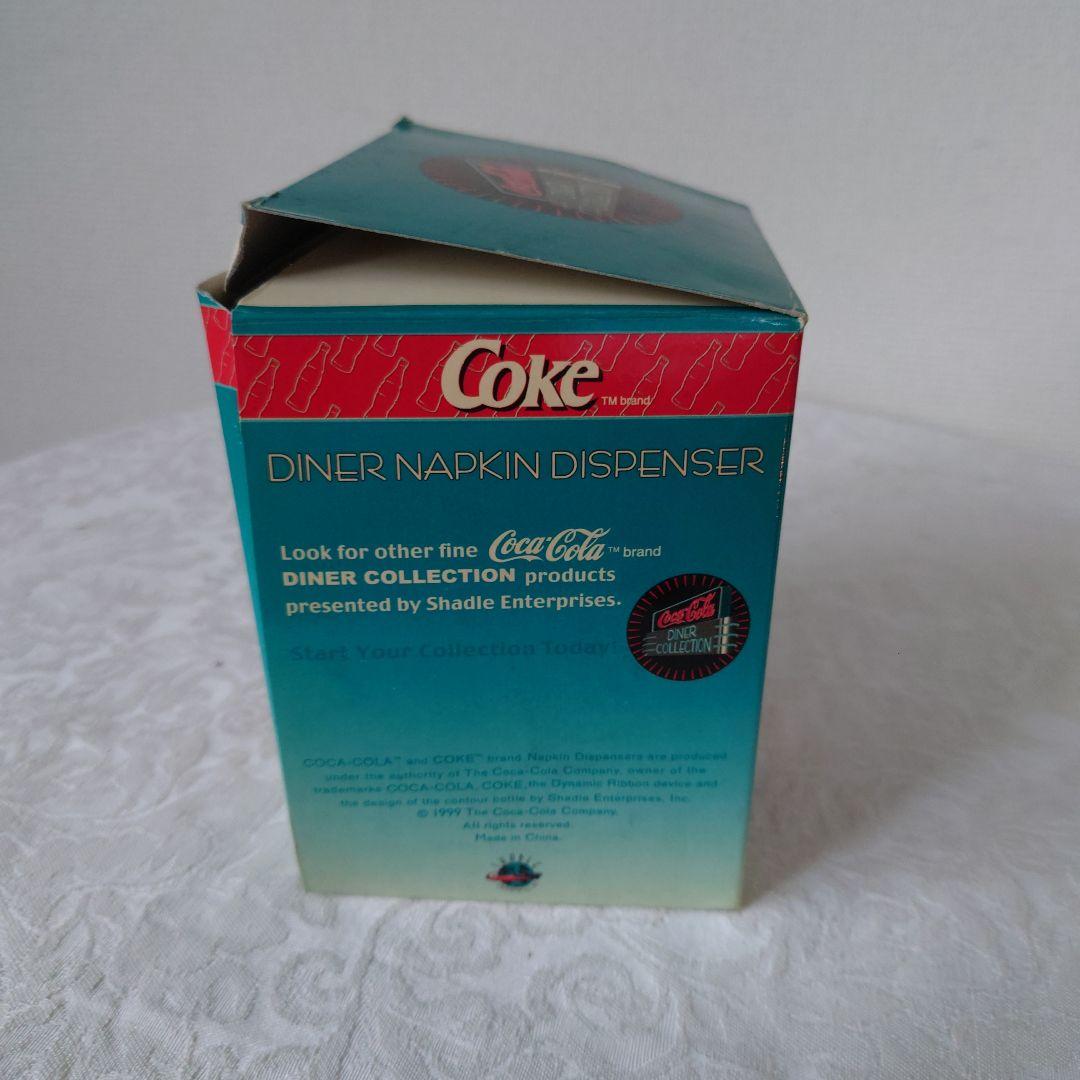 Coke TM brand
DINER NAPKIN DISPENSER
Look for other fine Coca-Cola ™ brand
DINER COLLECTION products
presented by Shadle Enterprises.
Start Your Collection Today
Coca-Cola
DINER
COLLECTION
COCA-COLA™ and COKE™ brand Napkin Dispensers are produced
under the authority of The Coca-Cola Company, owner of the
trademarks COCA-COLA, COKE, the Dynamic Ribbon device and
the design of the contour bottle by Shadle Enterprises, Inc.
© 1999 The Coca-Cola Company.
All rights reserved.
Made in China.